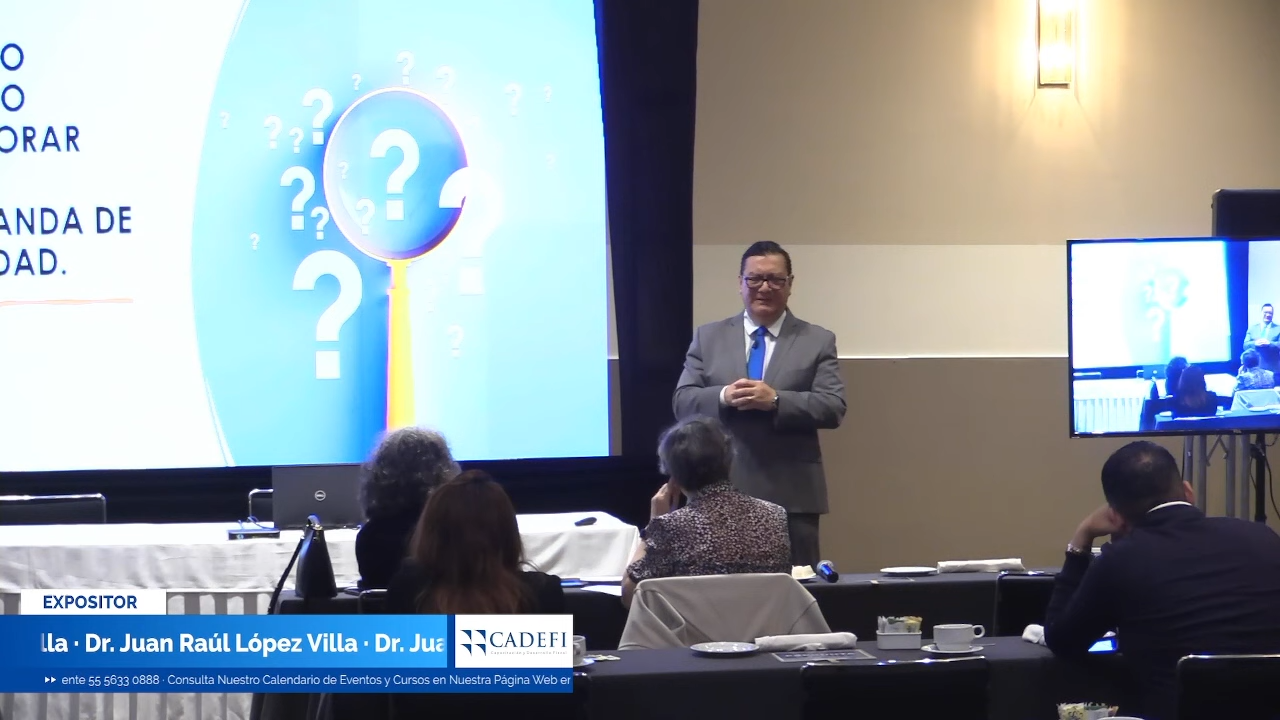 O
O
ORAR
ANDA DE
DAD.
DELL
EXPOSITOR
lla · Dr. Juan Raúl López Villa · Dr. Jua
CADEFI
ente 55 5633 0888 · Consulta Nuestro Calendario de Eventos y Cursos en Nuestra Página Web en